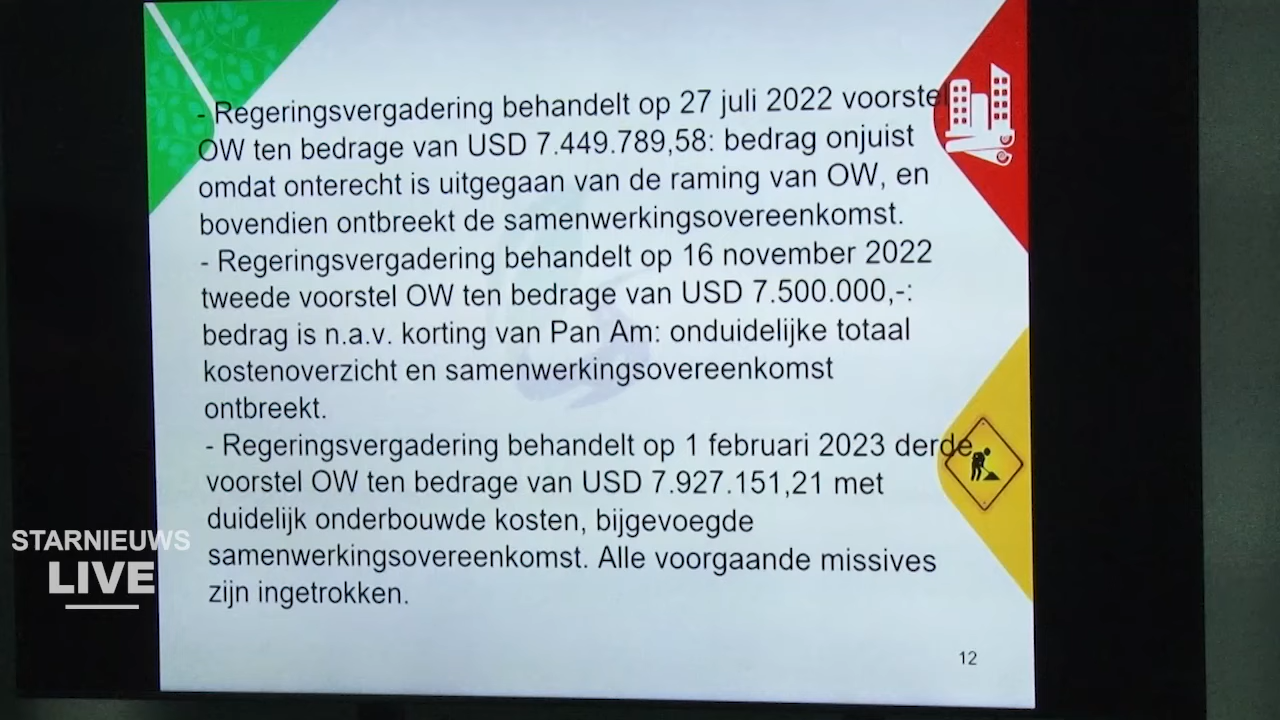 - Regeringsvergadering behandelt op 27 juli 2022 voorstel
OW ten bedrage van USD 7.449.789,58: bedrag onjuist
omdat onterecht is uitgegaan van de raming van OW, en
bovendien ontbreekt de samenwerkingsovereenkomst.
- Regeringsvergadering behandelt op 16 november 2022
tweede voorstel OW ten bedrage van USD 7.500.000,-:
bedrag is n.a.v. korting van Pan Am: onduidelijke totaal
kostenoverzicht en samenwerkingsovereenkomst
ontbreekt.
- Regeringsvergadering behandelt op 1 februari 2023 derde
voorstel OW ten bedrage van USD 7.927.151,21 met
duidelijk onderbouwde kosten, bijgevoegde
samenwerkingsovereenkomst. Alle voorgaande missives
zijn ingetrokken.
12
STARNIEUWS
LIVE